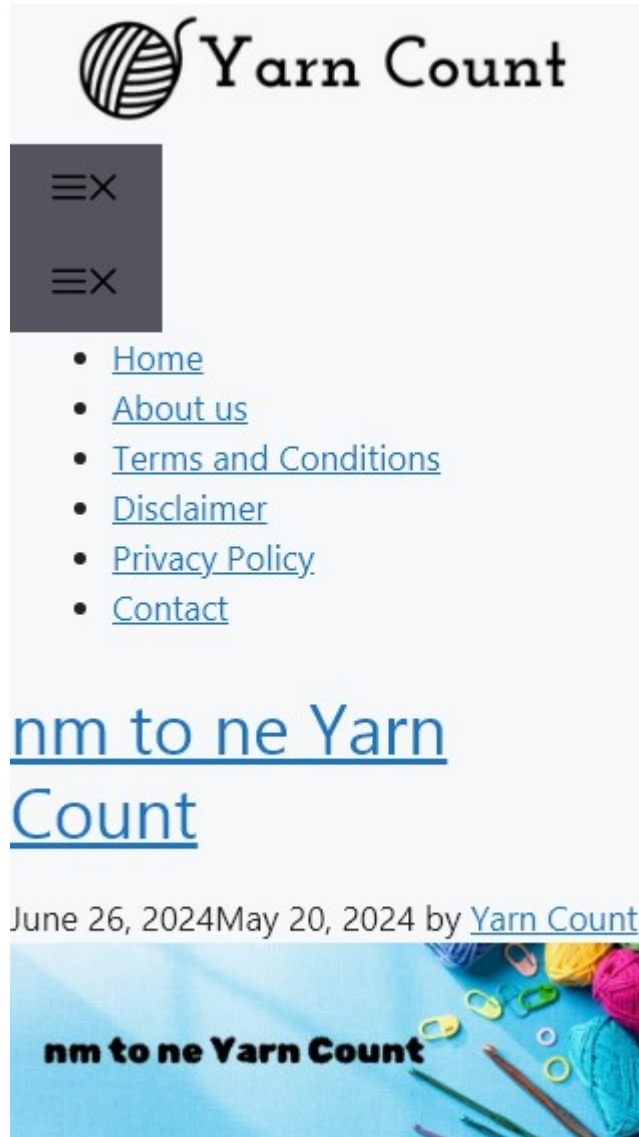 Yarn Count
Home
About us
Terms and Conditions
Disclaimer
Privacy Policy
Contact
nm to ne Yarn
Count
June 26, 2024May 20, 2024 by Yarn Count
nm to ne Yarn Count